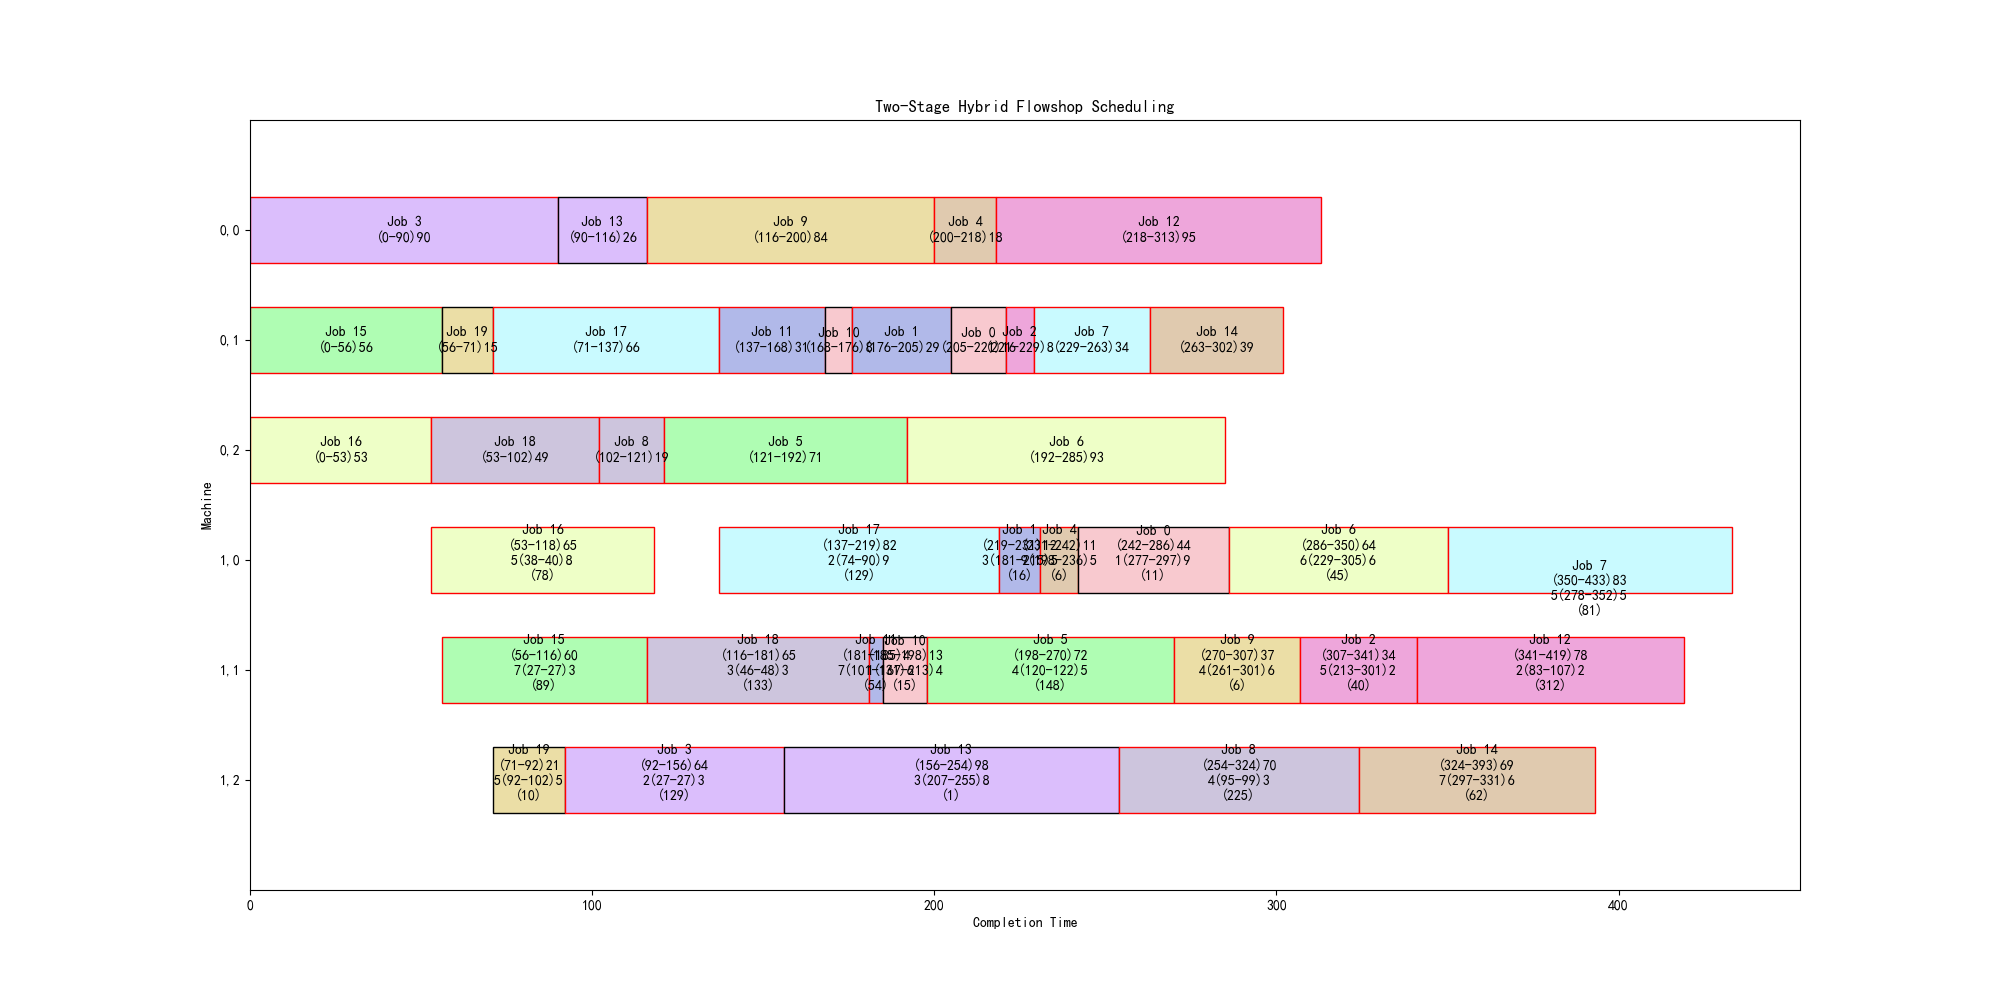 Two-Stage Hybrid Flowshop Scheduling
Machine
0,0
Job 3
(0-90)90
Job 13
(90-116)26
Job 9
(116-200)84
Job 4
(200-218)18
Job 12
(218-313)95
0,1
Job 15
(0-56)56
Job 19
(56-71)15
Job 17
(71-137)66
Job 11
(137-168)31
Job 10
(168-176)8
Job 1
(176-205)29
Job 0
(205-221)16
Job 2
(221-229)8
Job 7
(229-263)34
Job 14
(263-302)39
0,2
Job 16
(0-53)53
Job 18
(53-102)49
Job 8
(102-121)19
Job 5
(121-192)71
Job 6
(192-285)93
1,0
Job 16
(53-118)65
5(38-40)8
(78)
Job 17
(137-219)82
2(74-90)9
(129)
Job 1
(219-231)12
(16)
Job 4
(231-242)11
2(198-236)5
(6)
Job 0
(242-286)44
1(277-297)9
(11)
Job 6
(286-350)64
6(229-305)6
(45)
Job 7
(350-433)83
5(278-352)5
(81)
1,1
Job 15
(56-116)60
7(27-27)3
(89)
Job 18
(116-181)65
3(46-48)3
(133)
Job 11
(181-185)4
(54)
Job 10
(185-198)13
(15)
Job 5
(198-270)72
4(120-122)5
(148)
Job 9
(270-307)37
4(261-301)6
(6)
Job 2
(307-341)34
5(213-301)2
(40)
Job 12
(341-419)78
2(83-107)2
(312)
1,2
Job 19
(71-92)21
5(92-102)5
(10)
Job 3
(92-156)64
2(27-27)3
(129)
Job 13
(156-254)98
3(207-255)8
(1)
Job 8
(254-324)70
4(95-99)3
(225)
Job 14
(324-393)69
7(297-331)6
(62)
0
100
200
300
400
Completion Time